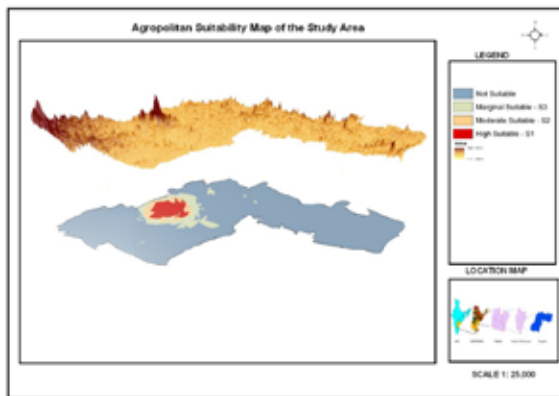 Agropolitan Suitability Map of the Study Area
LEGEND
Not Suitable
Marginal Suitable - S3
Moderate Suitable - S2
High Suitable - S1
LOCATION MAP
SCALE 1: 25,000